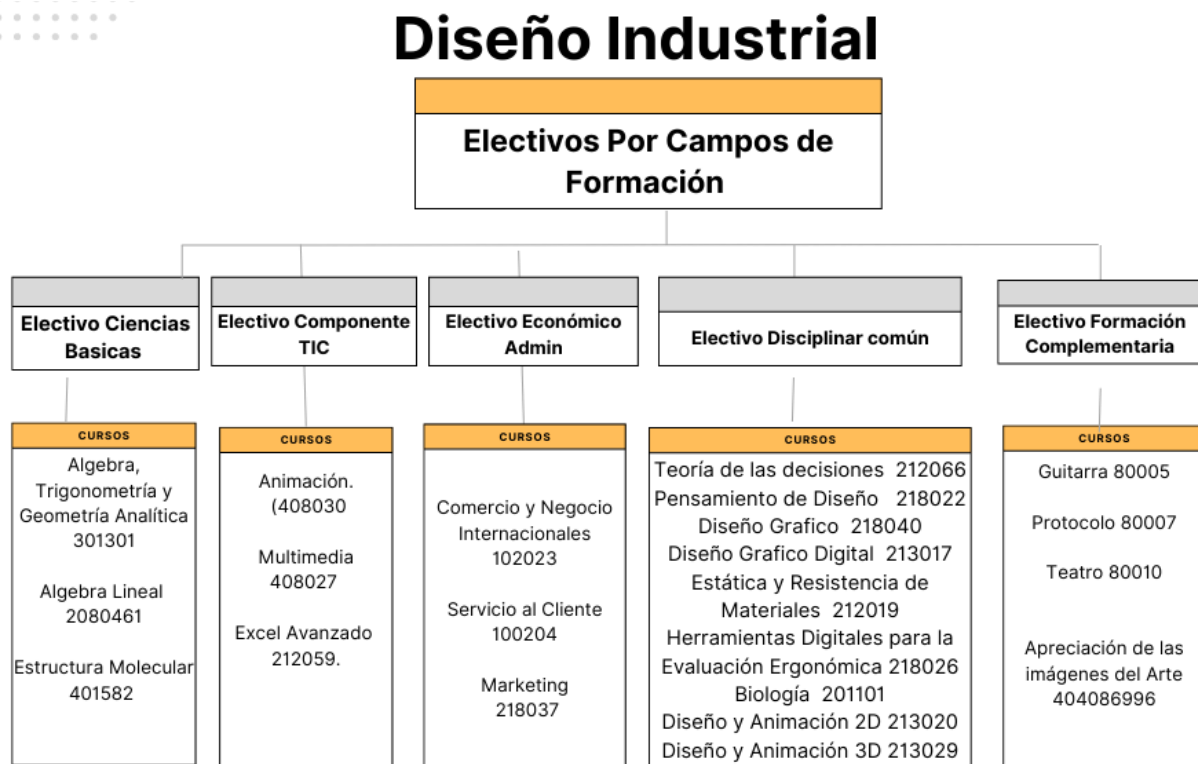 Diseño Industrial
Electivos Por Campos de
Formación
Electivo Ciencias
Basicas
Electivo Componente
TIC
Electivo Económico
Admin
Electivo Disciplinar común
Electivo Formación
Complementaria
CURSOS
Algebra,
Trigonometría y
Geometría Analítica
301301
Algebra Lineal
2080461
Estructura Molecular
401582
CURSOS
Animación.
(408030
Multimedia
408027
Excel Avanzado
212059.
CURSOS
Comercio y Negocio
Internacionales
102023
Servicio al Cliente
100204
Marketing
218037
CURSOS
Teoría de las decisiones 212066
Pensamiento de Diseño 218022
Diseño Grafico 218040
Diseño Grafico Digital 213017
Estática y Resistencia de
Materiales 212019
Herramientas Digitales para la
Evaluación Ergonómica 218026
Biología 201101
Diseño y Animación 2D 213020
Diseño y Animación 3D 213029
CURSOS
Guitarra 80005
Protocolo 80007
Teatro 80010
Apreciación de las
imágenes del Arte
404086996